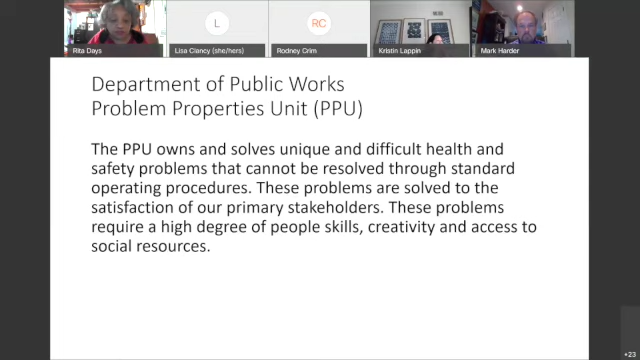 L
RC
Rita Days
Lisa Clancy (she/hers)
Rodney Crim
Kristin Lappin
Mark Harder
Department of Public Works
Problem Properties Unit (PPU)
The PPU owns and solves unique and difficult health and
safety problems that cannot be resolved through standard
operating procedures. These problems are solved to the
satisfaction of our primary stakeholders. These problems
require a high degree of people skills, creativity and access to
social resources.
+23